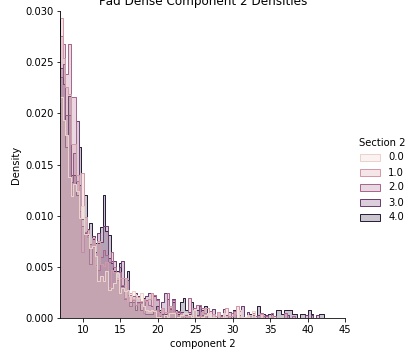 Pad Dense Component 2 Densities
0.030
0.025
0.020
0.015
0.010
0.005
0.000
Density
10 15 20 25 30 35 40 45
component 2
Section 2
0.0
1.0
2.0
3.0
4.0